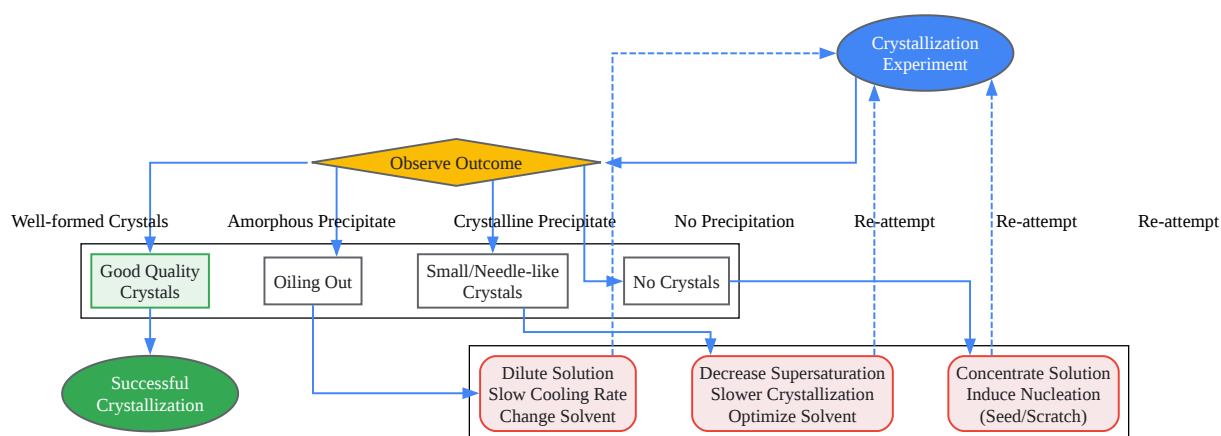 Crystallization
Experiment
Observe Outcome
Well-formed Crystals
Amorphous Precipitate
Crystalline Precipitate
No Precipitation
Re-attempt
Re-attempt
Re-attempt
Good Quality
Crystals
Oiling Out
Small/Needle-like
Crystals
No Crystals
Successful
Crystallization
Dilute Solution
Slow Cooling Rate
Change Solvent
Decrease Supersaturation
Slower Crystallization
Optimize Solvent
Concentrate Solution
Induce Nucleation
(Seed/Scratch)